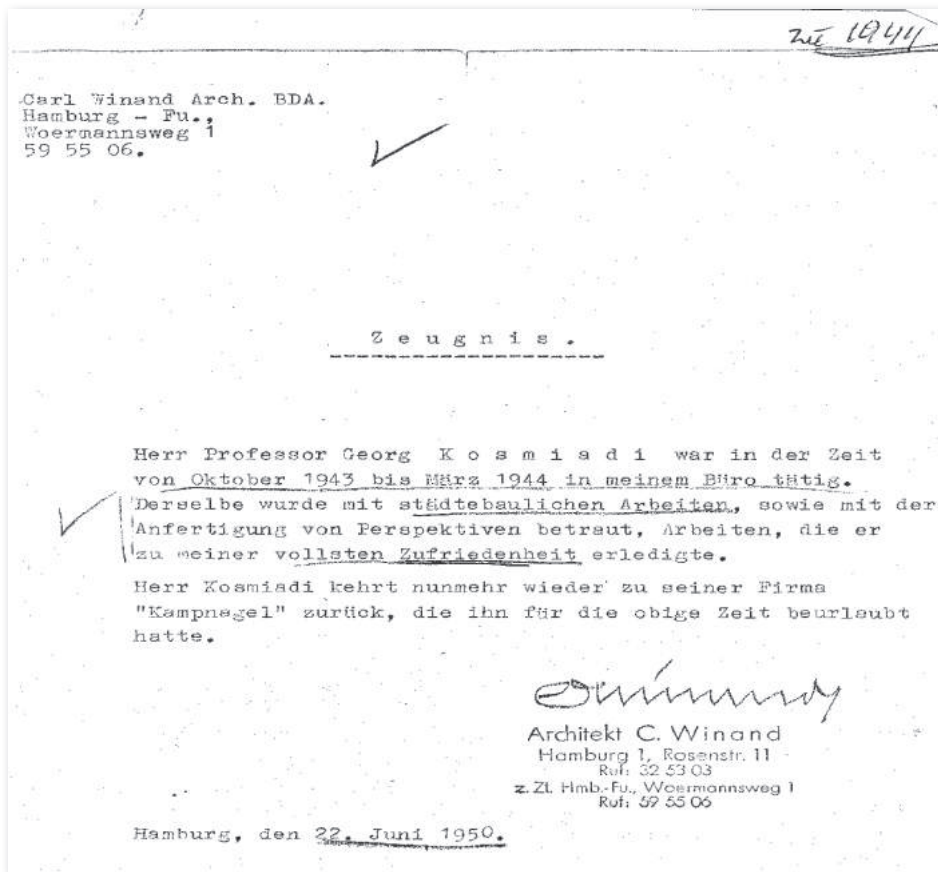 zu 1944
Carl Winand Arch. BDA.
Hamburg - Fu.,
Woermannsweg 1
59 55 06.
Z e u g n i s .
Herr Professor Georg K o s m i a d i war in der Zeit
von Oktober 1943 bis März 1944 in meinem Büro tätig.
Derselbe wurde mit städtebaulichen Arbeiten, sowie mit der
Anfertigung von Perspektiven betraut, Arbeiten, die er
zu meiner vollsten Zufriedenheit erledigte.
Herr Kosmiadi kehrt nunmehr wieder zu seiner Firma
"Kampnagel" zurück, die ihn für die obige Zeit beurlaubt
hatte.
Architekt C. Winand
Hamburg 1, Rosenstr. 11
Ruf: 32 53 03
z. Zt. Hmb.-Fu., Woermannsweg 1
Ruf: 59 55 06
Hamburg, den 22. Juni 1950.